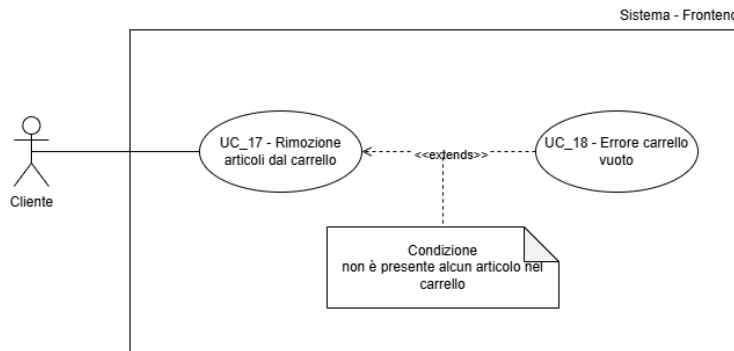 Sistema - Frontend
UC_17 - Rimozione
articoli dal carrello
<<extends>>
UC_18 - Errore carrello
vuoto
Cliente
Condizione
non è presente alcun articolo nel
carrello